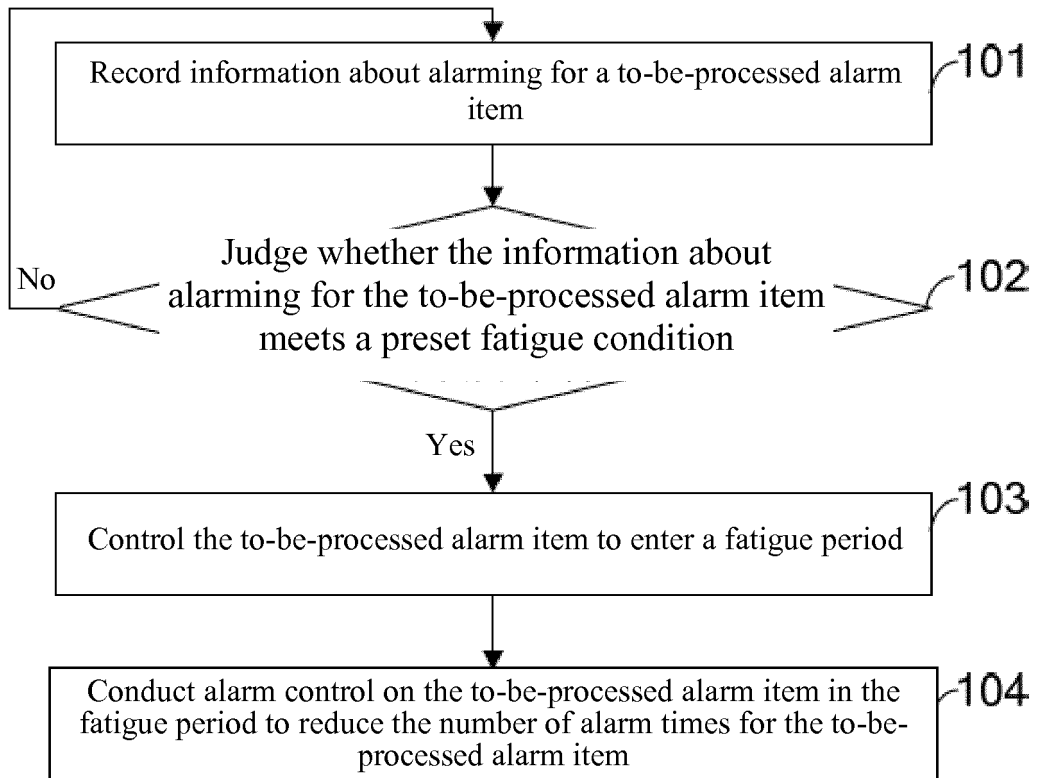 Record information about alarming for a to-be-processed alarm
item
101
Judge whether the information about
alarming for the to-be-processed alarm item
meets a preset fatigue condition
102
No
Yes
Control the to-be-processed alarm item to enter a fatigue period
103
Conduct alarm control on the to-be-processed alarm item in the
fatigue period to reduce the number of alarm times for the to-be-
processed alarm item
104